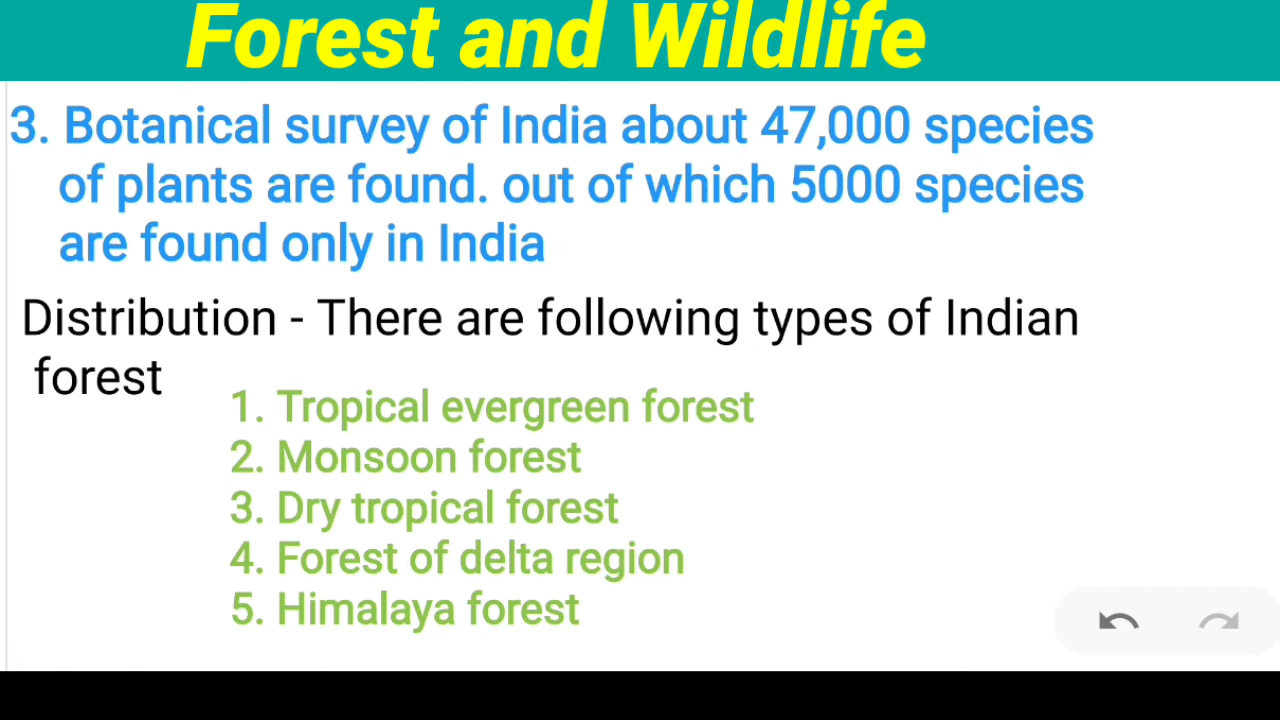 Forest and Wildlife
3. Botanical survey of India about 47,000 species
of plants are found. out of which 5000 species
are found only in India
Distribution - There are following types of Indian
forest
1. Tropical evergreen forest
2. Monsoon forest
3. Dry tropical forest
4. Forest of delta region
5. Himalaya forest